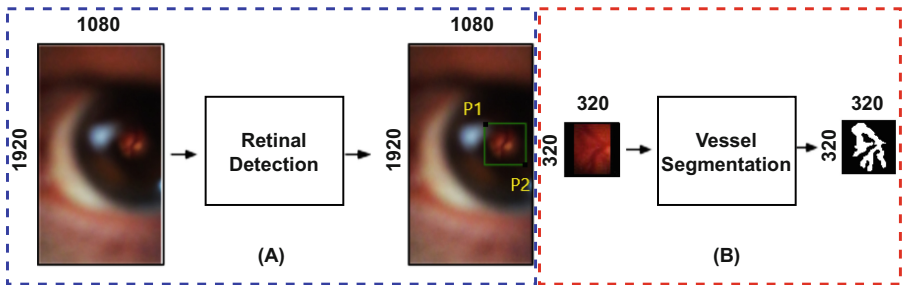 1080
1920
Retinal
Detection
1080
1920
P1
P2
(A)
320
320
Vessel
Segmentation
320
320
(B)